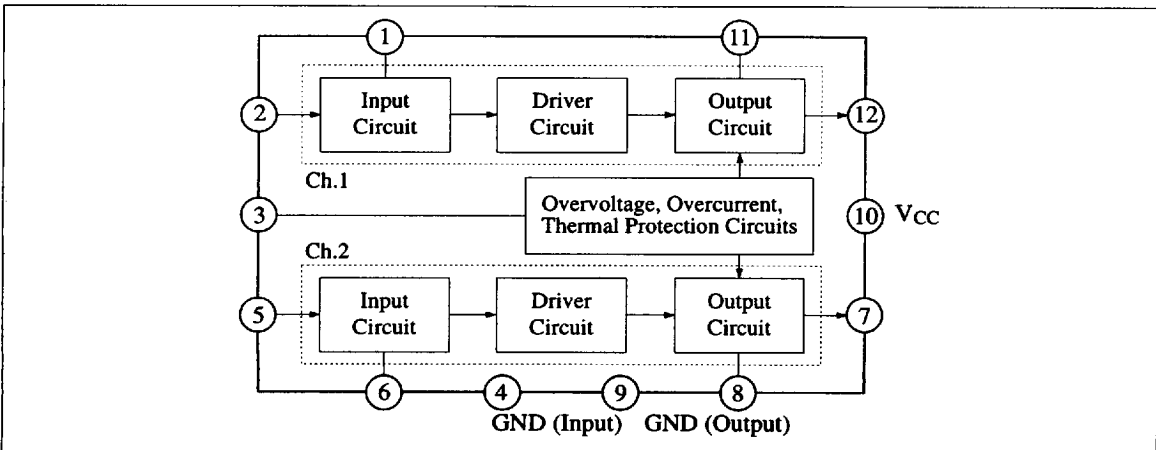 1
11
2
Input
Circuit
Driver
Circuit
Output
Circuit
12
Ch.1
3
Overvoltage, Overcurrent,
Thermal Protection Circuits
10
VCC
Ch.2
5
Input
Circuit
Driver
Circuit
Output
Circuit
7
6
4
9
8
GND (Input)
GND (Output)